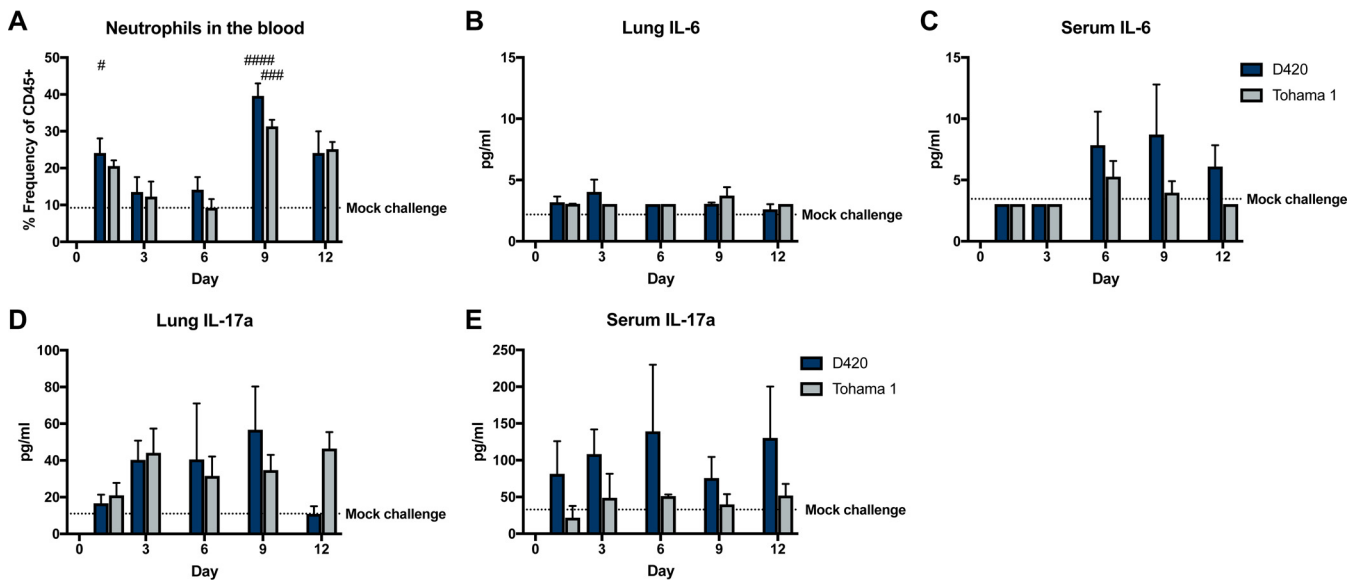 A
Neutrophils in the blood
% Frequency of CD45+
50
40
30
20
10
0
#
####
###
Mock challenge
0 3 6 9 12
Day
B
Lung IL-6
pg/ml
15
10
5
0
Mock challenge
0 3 6 9 12
Day
C
Serum IL-6
pg/ml
15
10
5
0
Mock challenge
0 3 6 9 12
Day
D420
Tohama 1
D
Lung IL-17a
pg/ml
100
80
60
40
20
0
Mock challenge
0 3 6 9 12
Day
E
Serum IL-17a
pg/ml
250
200
150
100
50
0
Mock challenge
0 3 6 9 12
Day
D420
Tohama 1